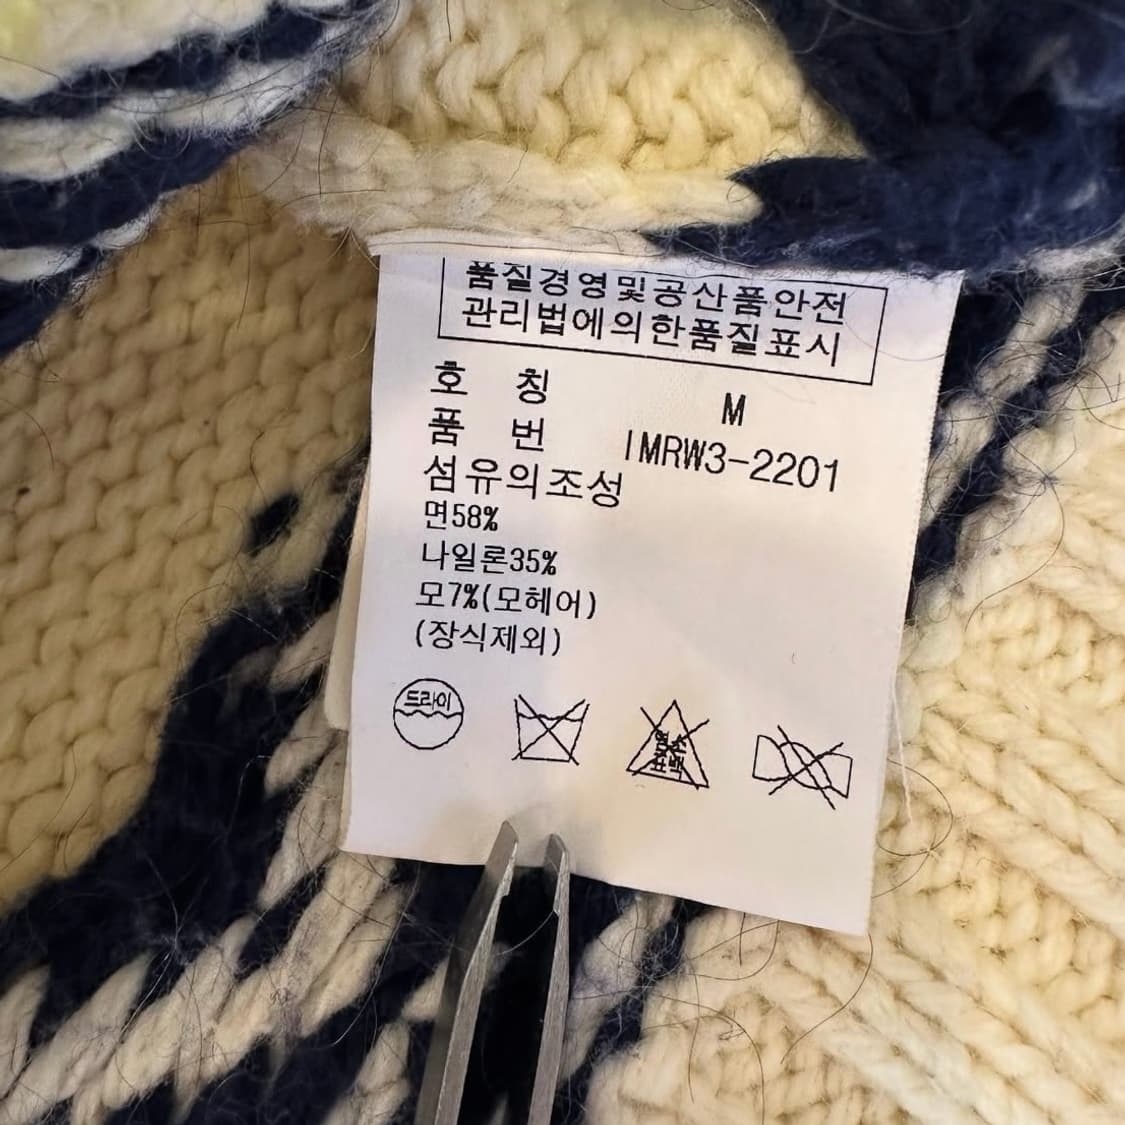 품질경영및공산품안전
관리법에의한품질표시
호 칭 M
품 번 IMRW3-2201
섬유의조성
면58%
나일론35%
모7%(모헤어)
(장식제외)
드라이
염소
표백